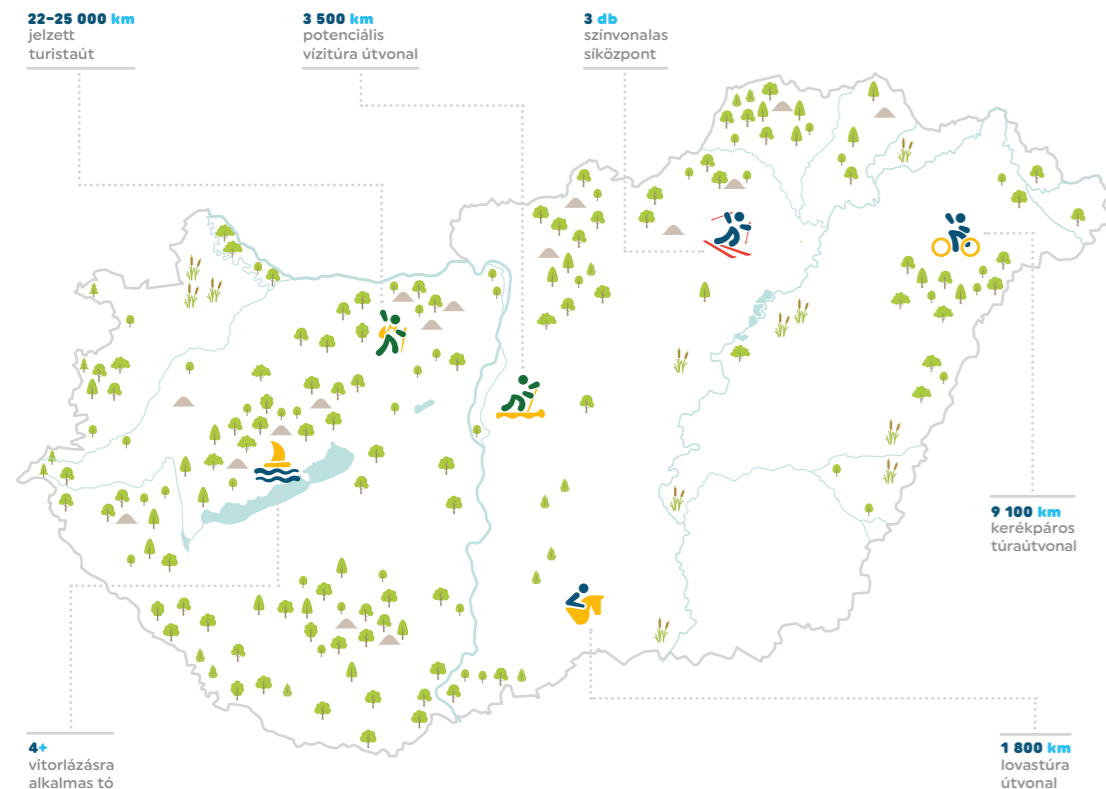 22–25 000 km
jelzett
turistaút
3 500 km
potenciális
vízitúra útvonal
3 db
színvonalas
síközpont
9 100 km
kerékpáros
túraútvonal
4+
vitorlázásra
alkalmas tó
1 800 km
lovastúra
útvonal